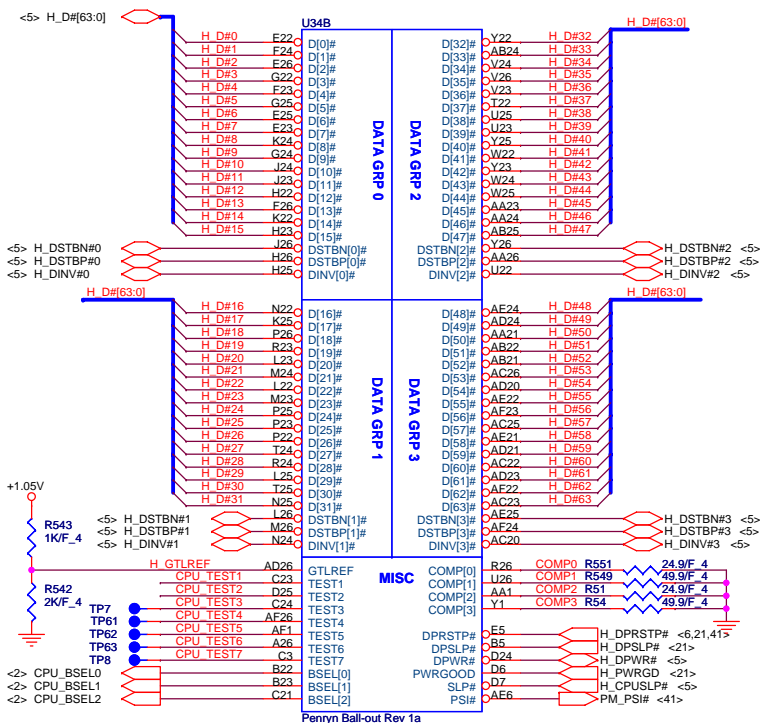 <5> H_D#[63:0]
U34B
H_D#[63:0]
H_D#0 E22 D[0]# D[32]# Y22 H_D#32
H_D#1 F24 D[1]# D[33]# AB24 H_D#33
H_D#2 E26 D[2]# D[34]# V24 H_D#34
H_D#3 G22 D[3]# D[35]# V26 H_D#35
H_D#4 F23 D[4]# D[36]# V23 H_D#36
H_D#5 G25 D[5]# D[37]# T22 H_D#37
H_D#6 E25 D[6]# D[38]# U25 H_D#38
H_D#7 E23 D[7]# D[39]# U23 H_D#39
H_D#8 K24 D[8]# D[40]# Y25 H_D#40
H_D#9 G24 D[9]# D[41]# W22 H_D#41
H_D#10 J24 D[10]# D[42]# Y23 H_D#42
H_D#11 J23 D[11]# D[43]# W24 H_D#43
H_D#12 H22 D[12]# D[44]# W25 H_D#44
H_D#13 F26 D[13]# D[45]# AA23 H_D#45
H_D#14 K22 D[14]# D[46]# AA24 H_D#46
H_D#15 H23 D[15]# D[47]# AB25 H_D#47
DATA GRP 0
DATA GRP 2
<5> H_DSTBN#0 J26 DSTBN[0]# DSTBN[2]# Y26 H_DSTBN#2 <5>
<5> H_DSTBP#0 H26 DSTBP[0]# DSTBP[2]# AA26 H_DSTBP#2 <5>
<5> H_DINV#0 H25 DINV[0]# DINV[2]# U22 H_DINV#2 <5>
H_D#[63:0]
H_D#[63:0]
H_D#16 N22 D[16]# D[48]# AE24 H_D#48
H_D#17 K25 D[17]# D[49]# AD24 H_D#49
H_D#18 P26 D[18]# D[50]# AA21 H_D#50
H_D#19 R23 D[19]# D[51]# AB22 H_D#51
H_D#20 L23 D[20]# D[52]# AB21 H_D#52
H_D#21 M24 D[21]# D[53]# AC26 H_D#53
H_D#22 L22 D[22]# D[54]# AD20 H_D#54
H_D#23 M23 D[23]# D[55]# AE22 H_D#55
H_D#24 P25 D[24]# D[56]# AF23 H_D#56
H_D#25 P23 D[25]# D[57]# AC25 H_D#57
H_D#26 P22 D[26]# D[58]# AE21 H_D#58
H_D#27 T24 D[27]# D[59]# AD21 H_D#59
H_D#28 R24 D[28]# D[60]# AC22 H_D#60
H_D#29 L25 D[29]# D[61]# AD23 H_D#61
H_D#30 T25 D[30]# D[62]# AF22 H_D#62
H_D#31 N25 D[31]# D[63]# AC23 H_D#63
DATA GRP 1
DATA GRP 3
<5> H_DSTBN#1 L26 DSTBN[1]# DSTBN[3]# AE25 H_DSTBN#3 <5>
<5> H_DSTBP#1 M26 DSTBP[1]# DSTBP[3]# AF24 H_DSTBP#3 <5>
<5> H_DINV#1 N24 DINV[1]# DINV[3]# AC20 H_DINV#3 <5>
+1.05V
R543
1K/F_4
R542
2K/F_4
MISC
H_GTLREF AD26 GTLREF COMP[0] R26 COMP0 R551 24.9/F_4
CPU_TEST1 C23 TEST1 COMP[1] U26 COMP1 R549 49.9/F_4
CPU_TEST2 D25 TEST2 COMP[2] AA1 COMP2 R51 24.9/F_4
TP7 CPU_TEST3 C24 TEST3 COMP[3] Y1 COMP3 R54 49.9/F_4
TP61 CPU_TEST4 AF26 TEST4
TP62 CPU_TEST5 AF1 TEST5 DPRSTP# E5 H_DPRSTP# <6,21,41>
TP63 CPU_TEST6 A26 TEST6 DPSLP# B5 H_DPSLP# <21>
TP8 CPU_TEST7 C3 TEST7 DPWR# D24 H_DPWR# <5>
<2> CPU_BSEL0 B22 BSEL[0] PWRGOOD D6 H_PWRGD <21>
<2> CPU_BSEL1 B23 BSEL[1] SLP# D7 H_CPUSLP# <5>
<2> CPU_BSEL2 C21 BSEL[2] PSI# AE6 PM_PSI# <41>
Penryn Ball-out Rev 1a